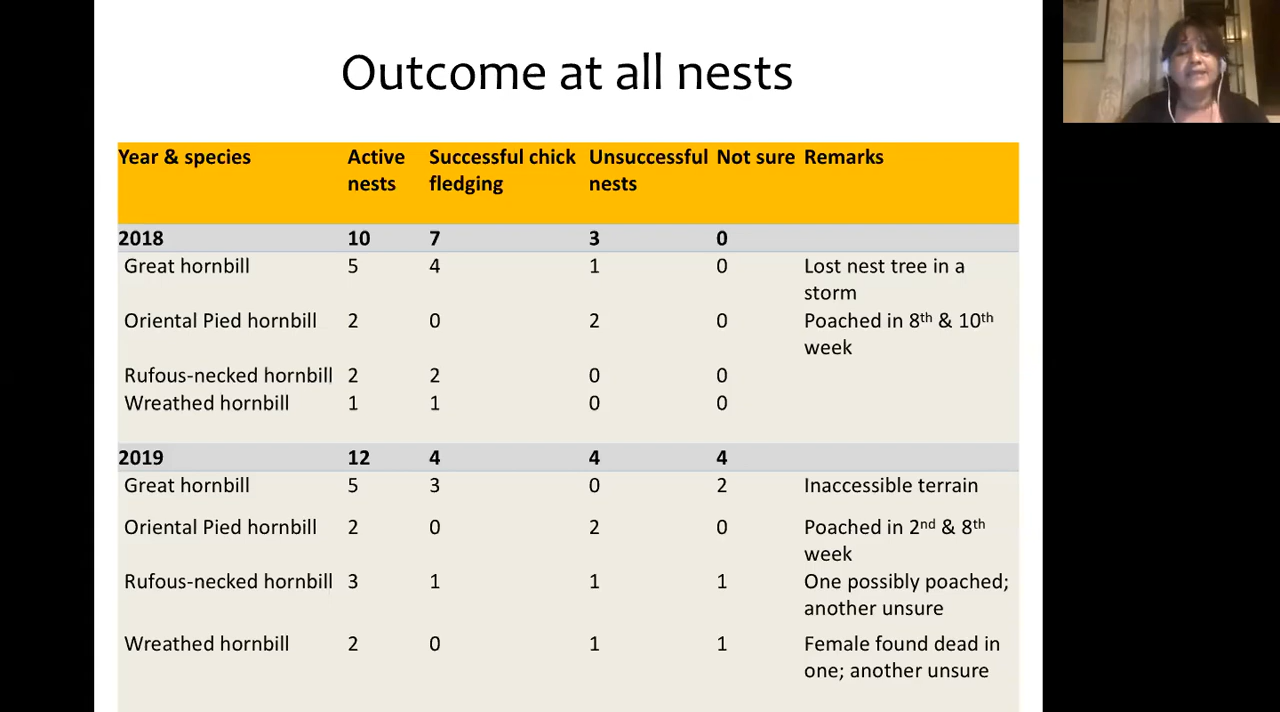 Outcome at all nests
Year & species Active nests Successful chick fledging Unsuccessful nests Not sure Remarks
2018 10 7 3 0
Great hornbill 5 4 1 0 Lost nest tree in a storm
Oriental Pied hornbill 2 0 2 0 Poached in 8th & 10th week
Rufous-necked hornbill 2 2 0 0
Wreathed hornbill 1 1 0 0
2019 12 4 4 4
Great hornbill 5 3 0 2 Inaccessible terrain
Oriental Pied hornbill 2 0 2 0 Poached in 2nd & 8th week
Rufous-necked hornbill 3 1 1 1 One possibly poached; another unsure
Wreathed hornbill 2 0 1 1 Female found dead in one; another unsure